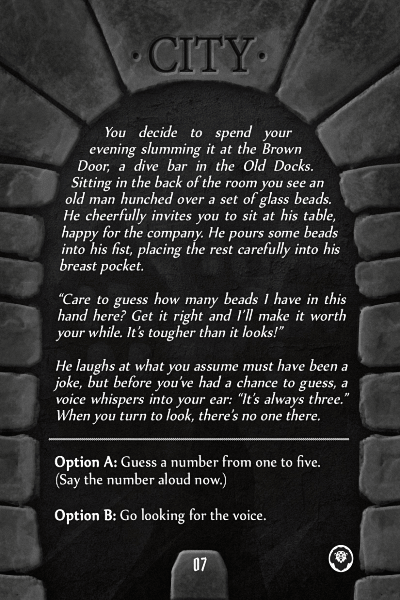 · CITY ·
You decide to spend your
evening slumming it at the Brown
Door, a dive bar in the Old Docks.
Sitting in the back of the room you see an
old man hunched over a set of glass beads.
He cheerfully invites you to sit at his table,
happy for the company. He pours some beads
into his fist, placing the rest carefully into his
breast pocket.
“Care to guess how many beads I have in this
hand here? Get it right and I’ll make it worth
your while. It’s tougher than it looks!”
He laughs at what you assume must have been a
joke, but before you’ve had a chance to guess, a
voice whispers into your ear: “It’s always three.”
When you turn to look, there’s no one there.
Option A: Guess a number from one to five.
(Say the number aloud now.)
Option B: Go looking for the voice.
07